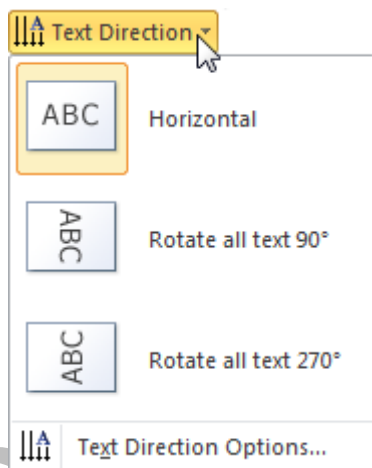 Text Direction
ABC
Horizontal
ABC
Rotate all text 90°
ABC
Rotate all text 270°
Text Direction Options...